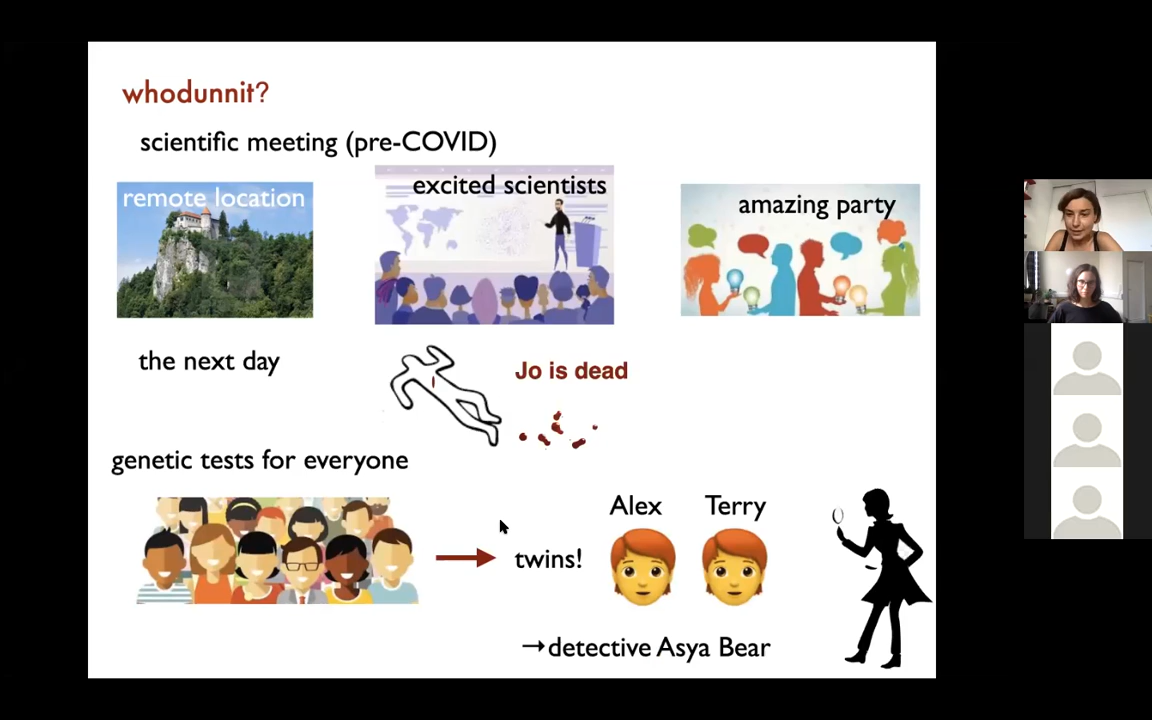 whodunnit?
scientific meeting (pre-COVID)
remote location
excited scientists
amazing party
the next day
Jo is dead
genetic tests for everyone
Alex
Terry
twins!
→detective Asya Bear